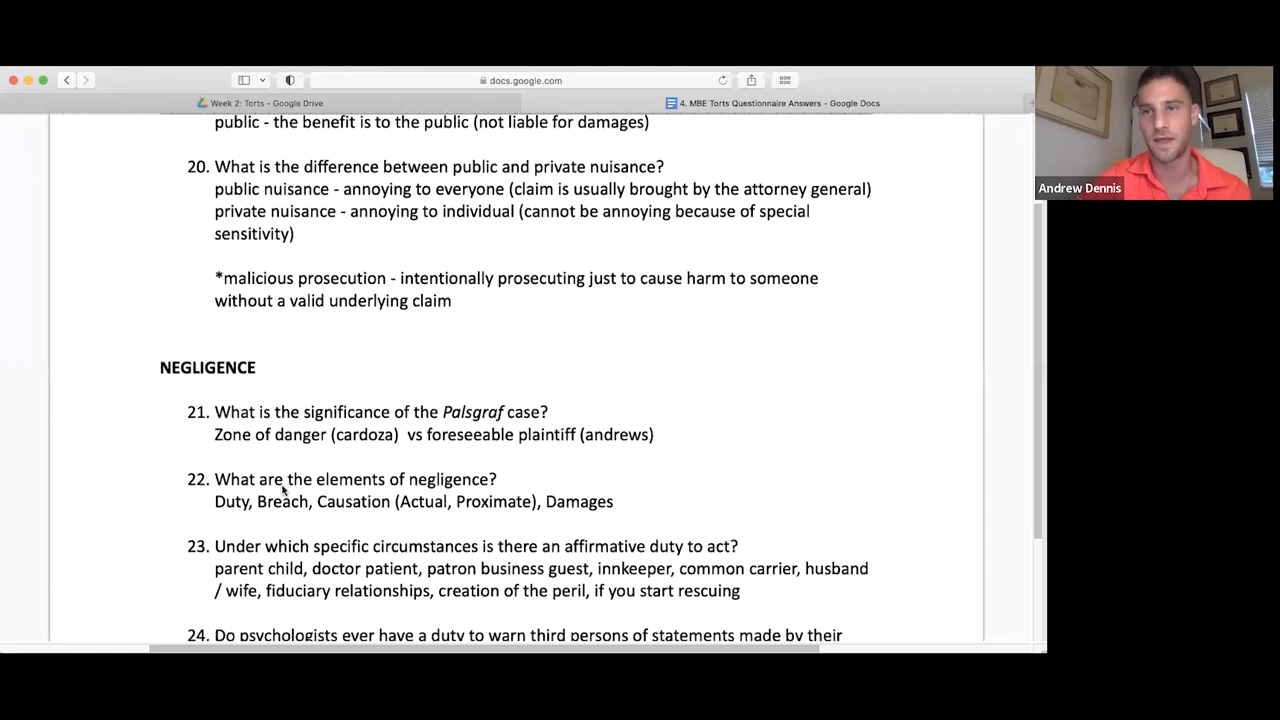 docs.google.com
Week 2: Torts - Google Drive
4. MBE Torts Questionnaire Answers - Google Docs
public - the benefit is to the public (not liable for damages)
20. What is the difference between public and private nuisance?
public nuisance - annoying to everyone (claim is usually brought by the attorney general)
private nuisance - annoying to individual (cannot be annoying because of special
sensitivity)
*malicious prosecution - intentionally prosecuting just to cause harm to someone
without a valid underlying claim
NEGLIGENCE
21. What is the significance of the Palsgraf case?
Zone of danger (cardoza)  vs foreseeable plaintiff (andrews)
22. What are the elements of negligence?
Duty, Breach, Causation (Actual, Proximate), Damages
23. Under which specific circumstances is there an affirmative duty to act?
parent child, doctor patient, patron business guest, innkeeper, common carrier, husband
/ wife, fiduciary relationships, creation of the peril, if you start rescuing
24. Do psychologists ever have a duty to warn third persons of statements made by their
Andrew Dennis